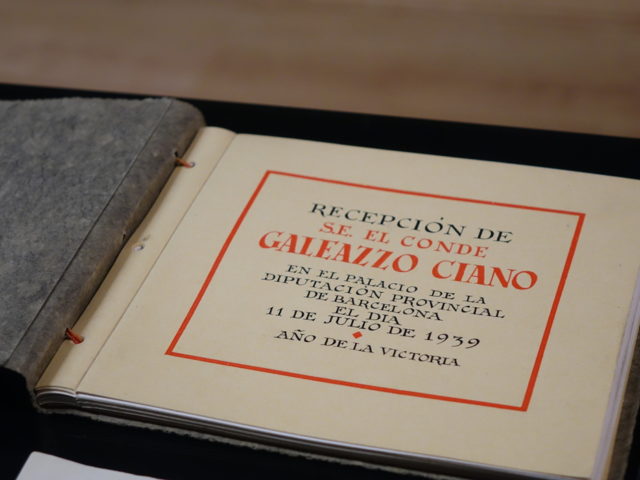 RECEPCIÓN DE
S.E. EL CONDE
GALEAZZO CIANO
EN EL PALACIO DE LA
DIPUTACIÓN PROVINCIAL
DE BARCELONA
EL DIA
11 DE JULIO DE 1939
AÑO DE LA VICTORIA